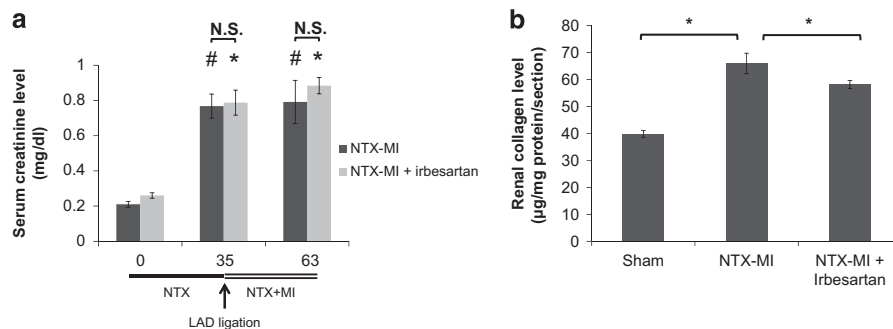 a
N.S. N.S.
# * # *
1
0.8
0.6
0.4
0.2
0
Serum creatinine level
(mg/dl)
NTX-MI
NTX-MI + irbesartan
0 35 63
NTX NTX+MI
LAD ligation
b
* *
80
70
60
50
40
30
20
10
0
Renal collagen level
(µg/mg protein/section)
Sham NTX-MI NTX-MI +
Irbesartan